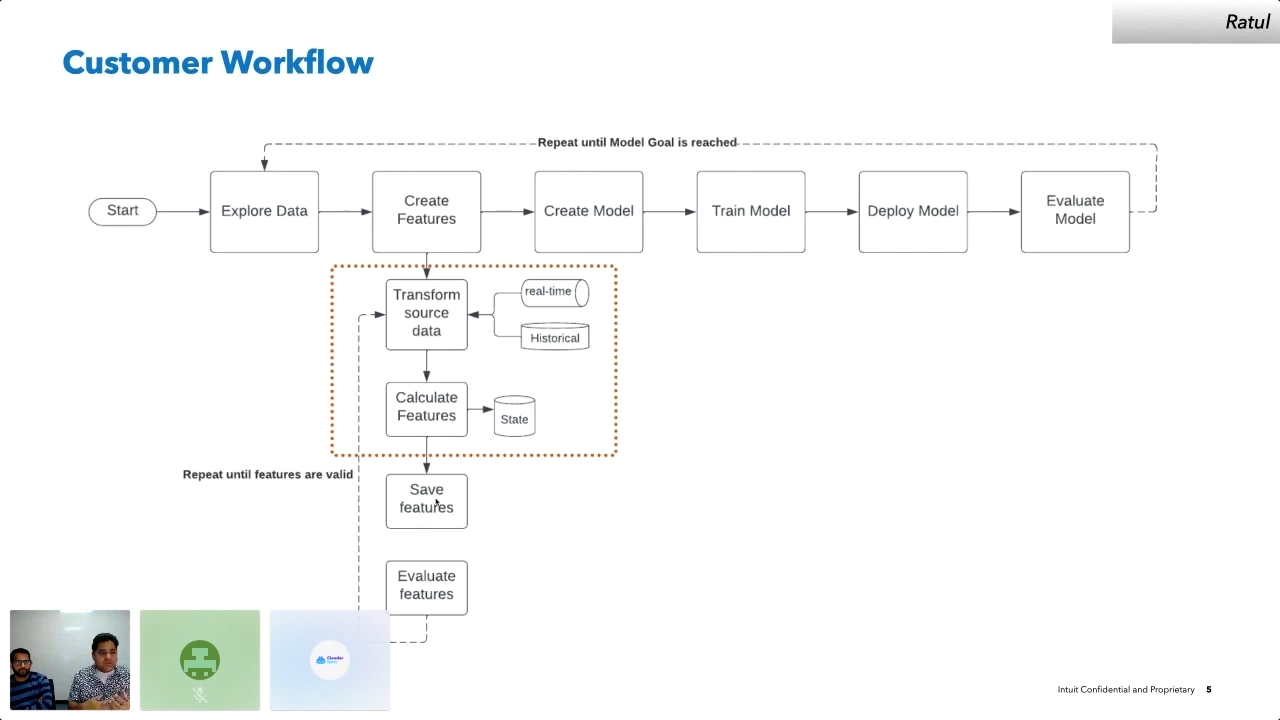 Ratul
Customer Workflow
Repeat until Model Goal is reached
Start
Explore Data
Create
Features
Create Model
Train Model
Deploy Model
Evaluate
Model
Transform
source
data
real-time
Historical
Calculate
Features
State
Repeat until features are valid
Save
features
Evaluate
features
Intuit Confidential and Proprietary 5